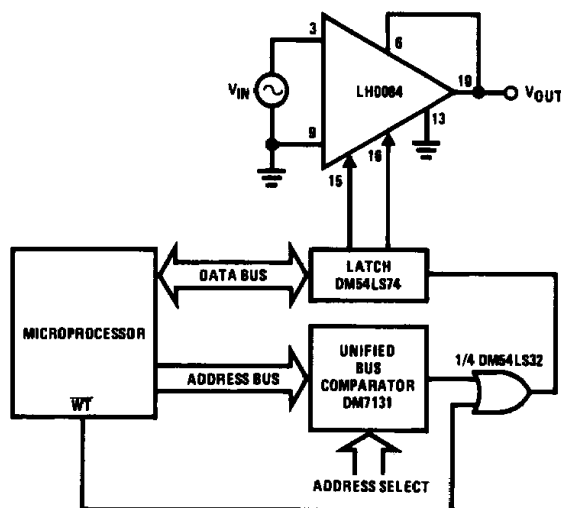 3
6
VIN
LH0084
19
VOUT
13
9
16
15
DATA BUS
LATCH
DM54LS74
MICROPROCESSOR
1/4 DM54LS32
UNIFIED
BUS
COMPARATOR
DM7131
ADDRESS BUS
WT
ADDRESS SELECT